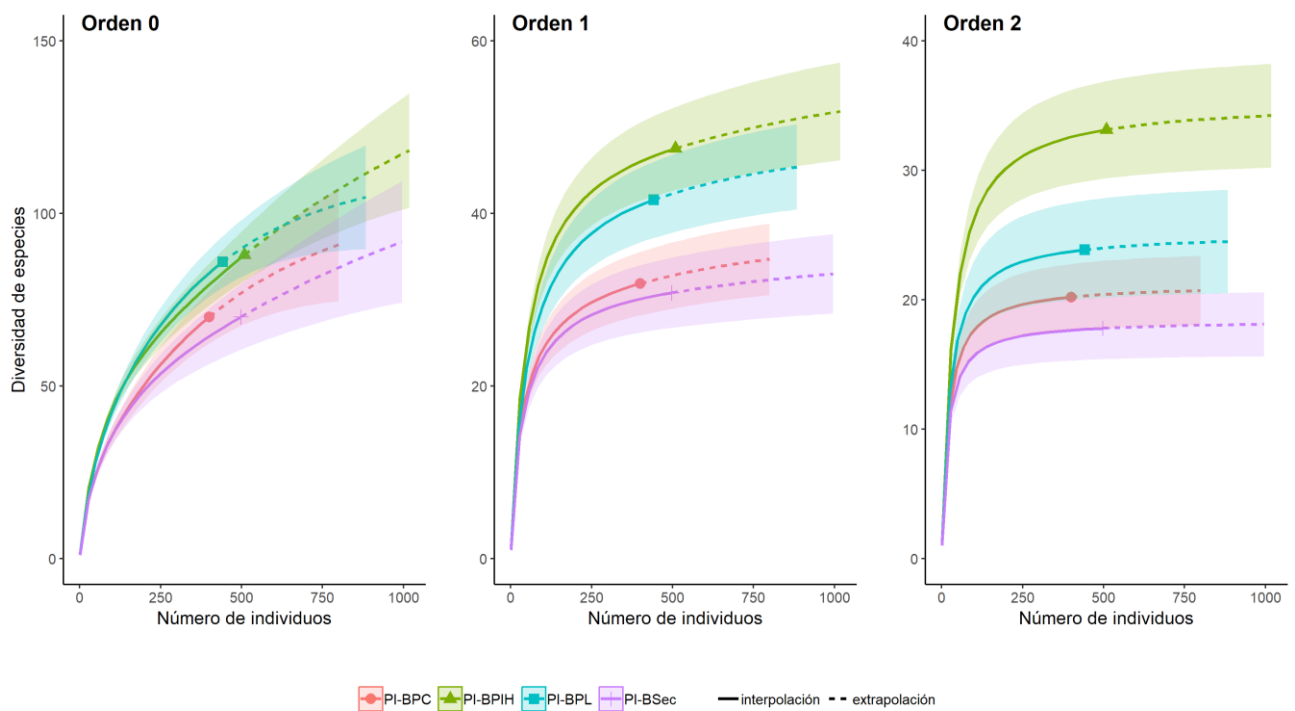 Orden 0
Orden 1
Orden 2
Diversidad de especies
150
100
50
0
60
40
20
0
40
30
20
10
0
0 250 500 750 1000
0 250 500 750 1000
0 250 500 750 1000
Número de individuos
Número de individuos
Número de individuos
PI-BPC PI-BPIH PI-BPL PI-BSec interpolación extrapolación